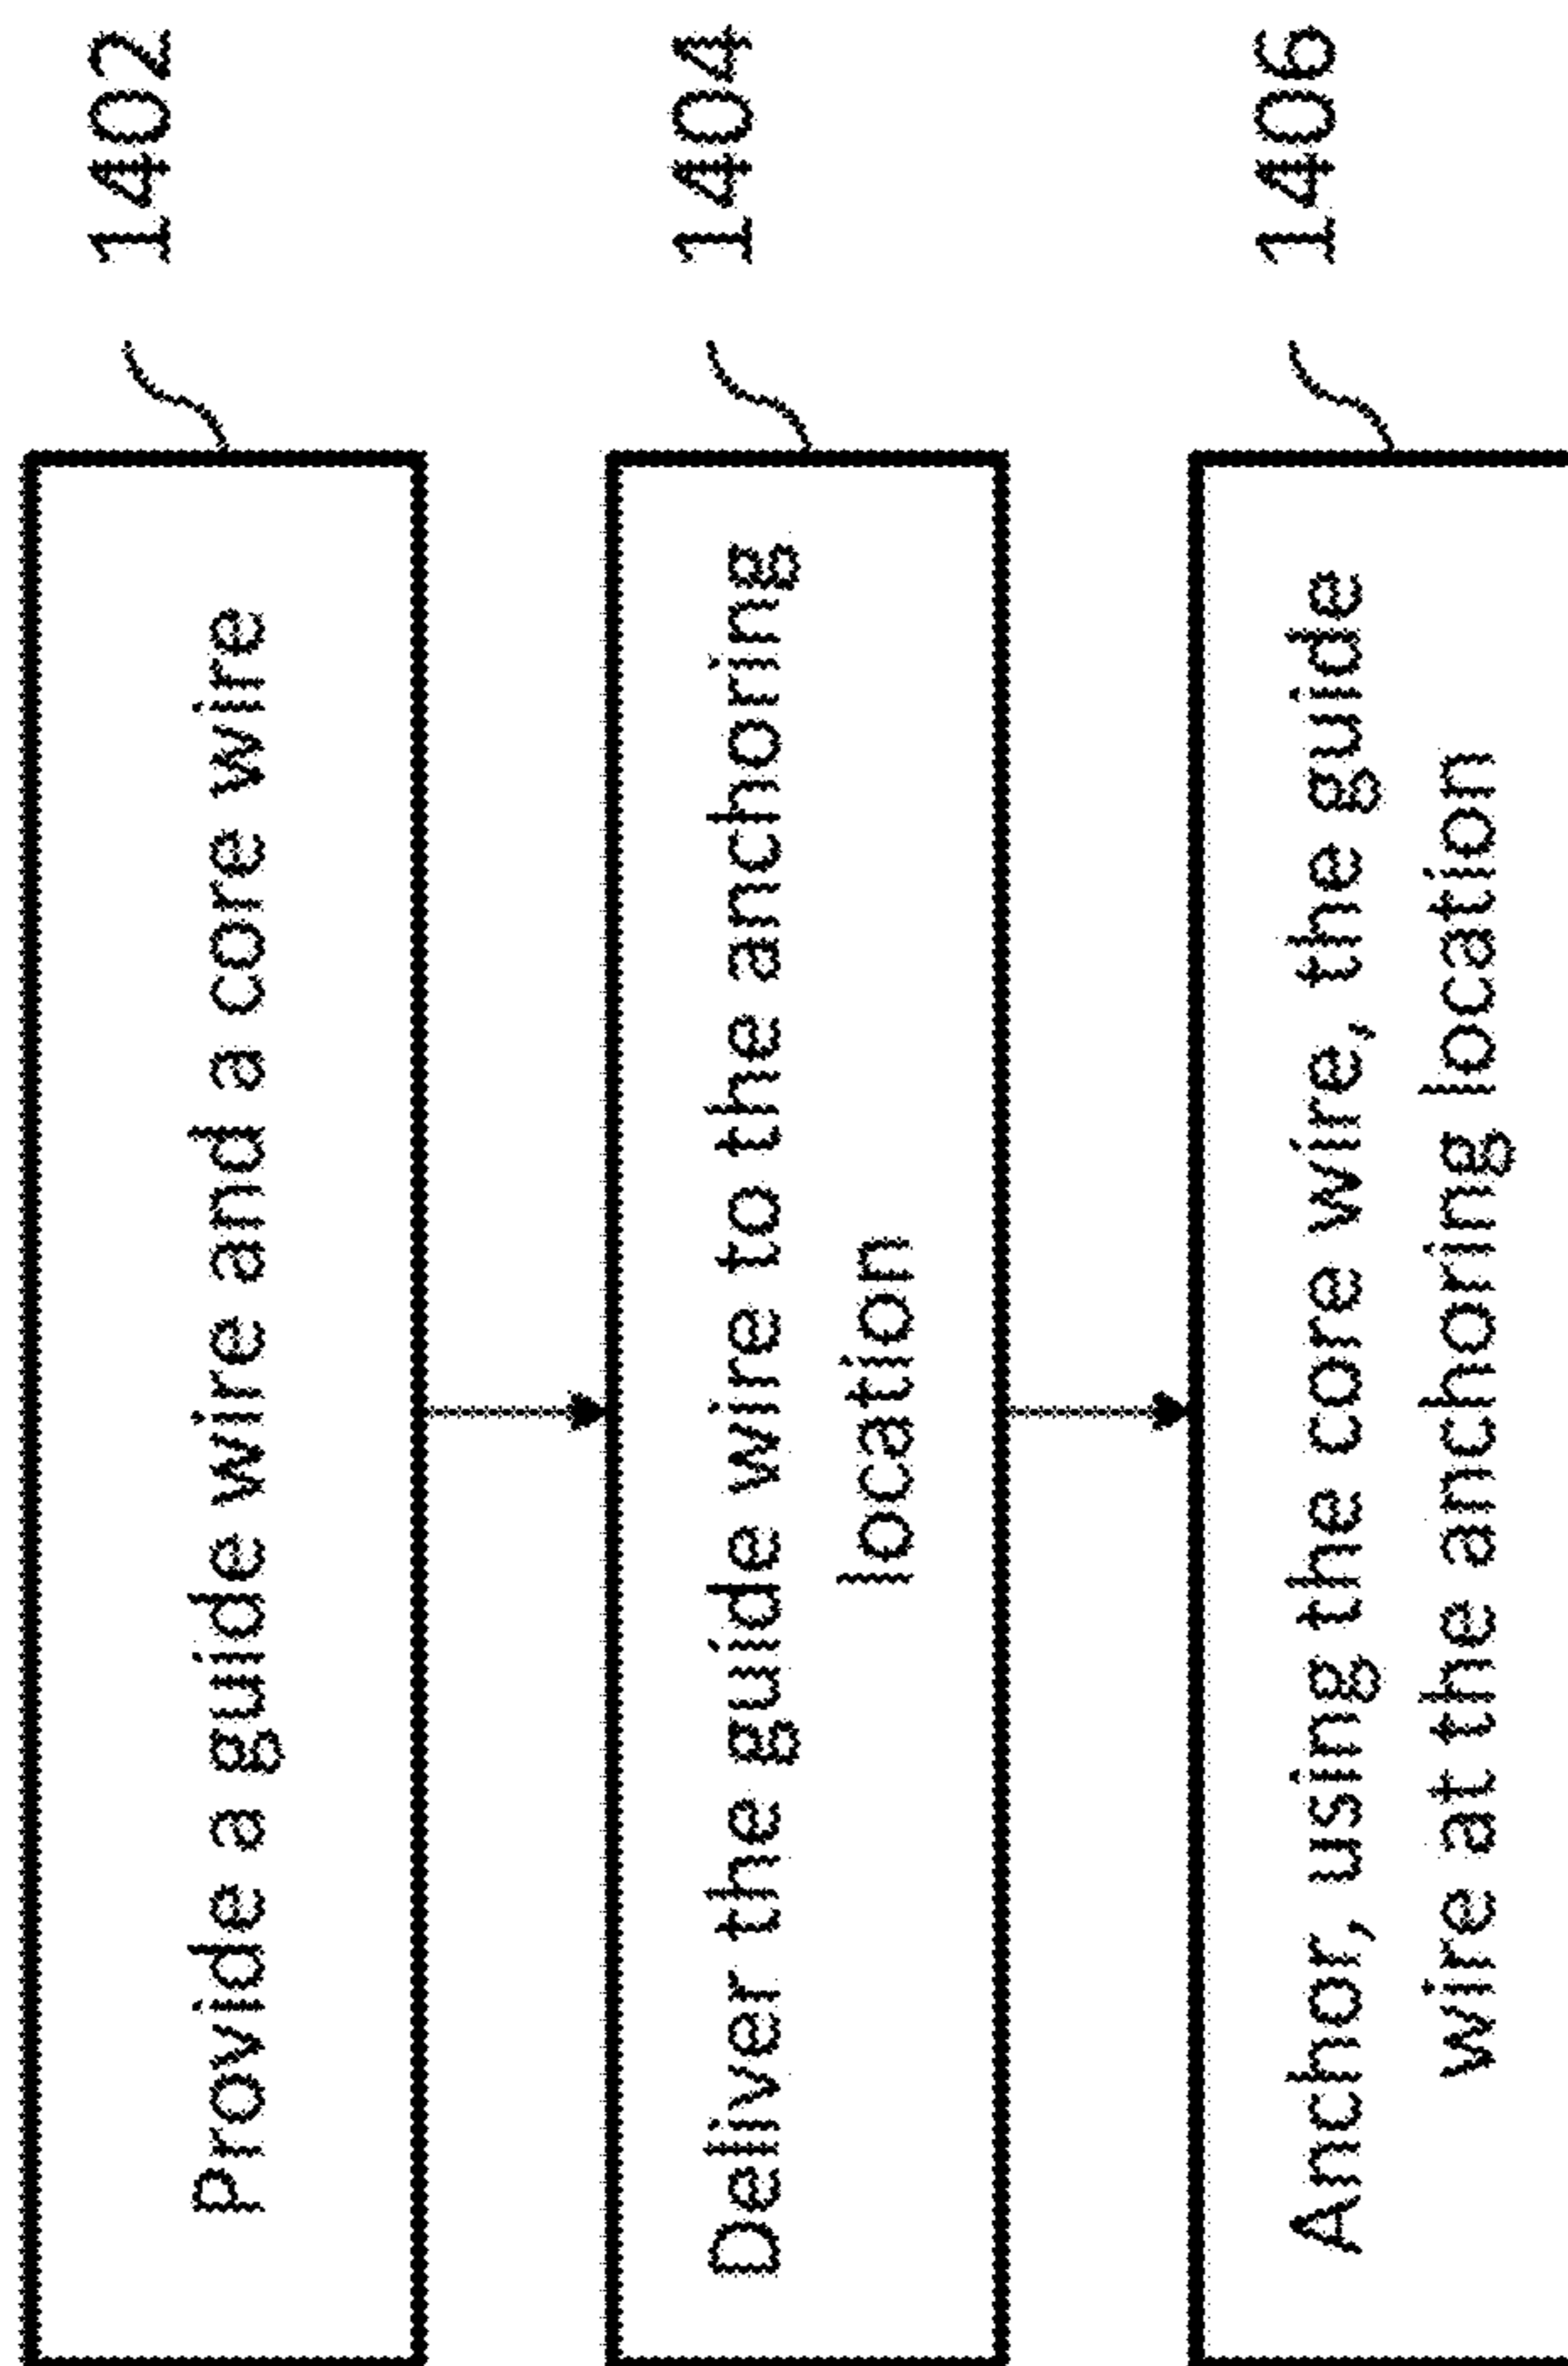 Provide a guide wire and a core wire
1402
Deliver the guide wire to the anchoring
location
1404
Anchor, using the core wire, the guide
wire at the anchoring location
1406